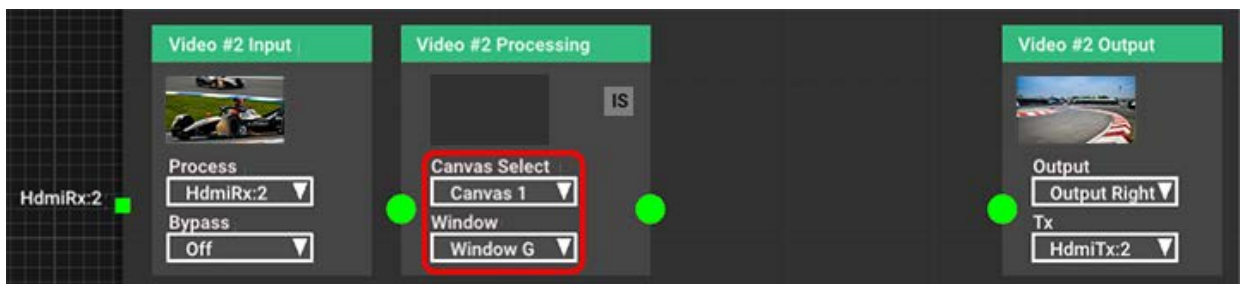 Video #2 Input
Video #2 Processing
Video #2 Output
IS
Process
Canvas Select
Output
HdmiRx:2
HdmiRx:2
Canvas 1
Output Right
Bypass
Window
Tx
Off
Window G
HdmiTx:2